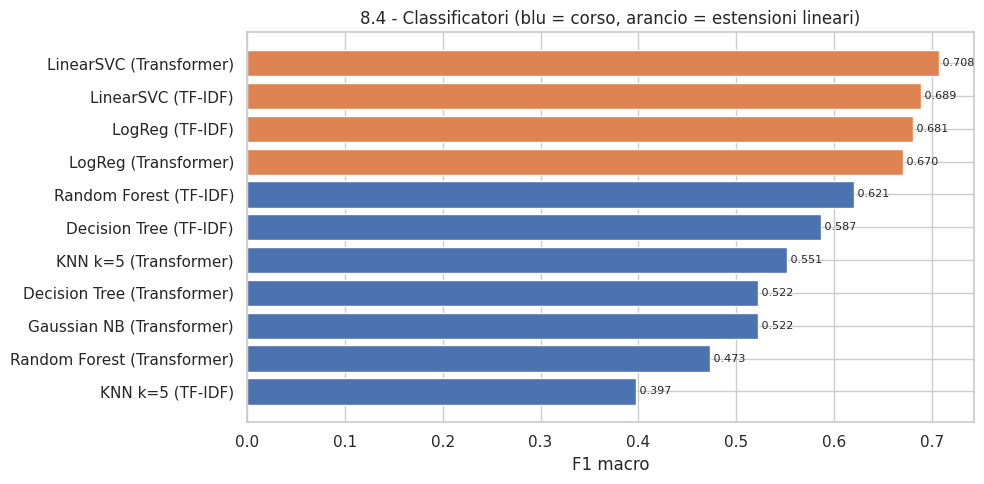 8.4 - Classificatori (blu = corso, arancio = estensioni lineari)
LinearSVC (Transformer) 0.708
LinearSVC (TF-IDF) 0.689
LogReg (TF-IDF) 0.681
LogReg (Transformer) 0.670
Random Forest (TF-IDF) 0.621
Decision Tree (TF-IDF) 0.587
KNN k=5 (Transformer) 0.551
Decision Tree (Transformer) 0.522
Gaussian NB (Transformer) 0.522
Random Forest (Transformer) 0.473
KNN k=5 (TF-IDF) 0.397
0.0 0.1 0.2 0.3 0.4 0.5 0.6 0.7
F1 macro